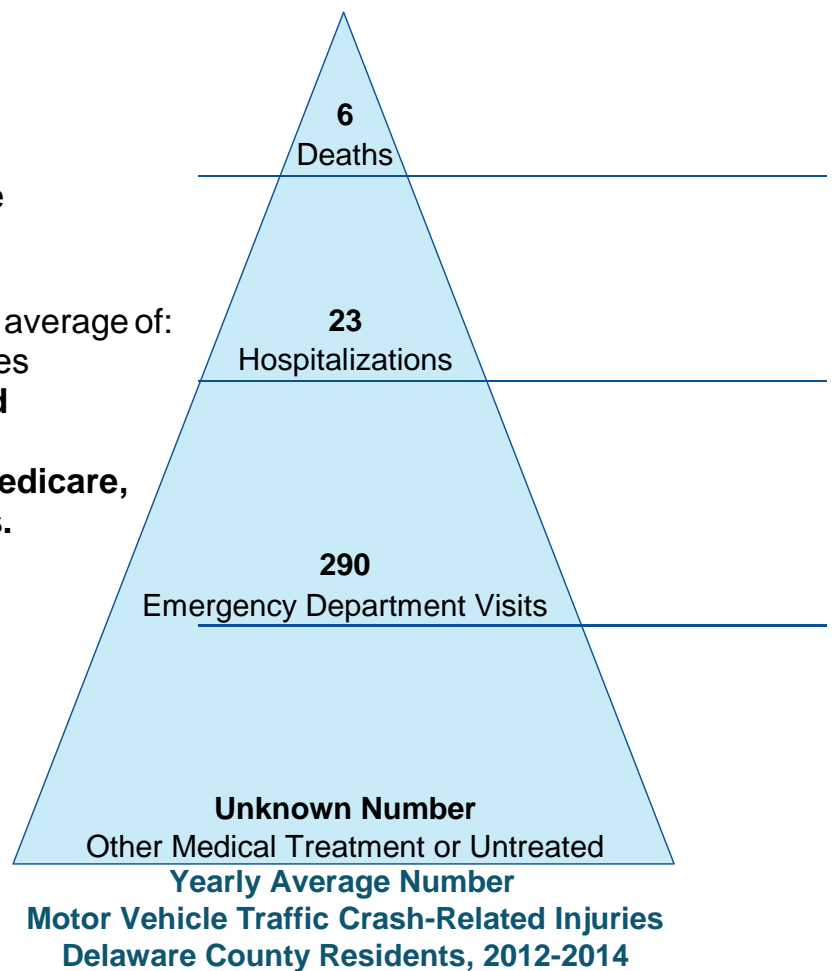 6
Deaths
e
average of:
23
es
Hospitalizations
d
edicare,
s.
290
Emergency Department Visits
Unknown Number
Other Medical Treatment or Untreated
Yearly Average Number
Motor Vehicle Traffic Crash-Related Injuries
Delaware County Residents, 2012-2014